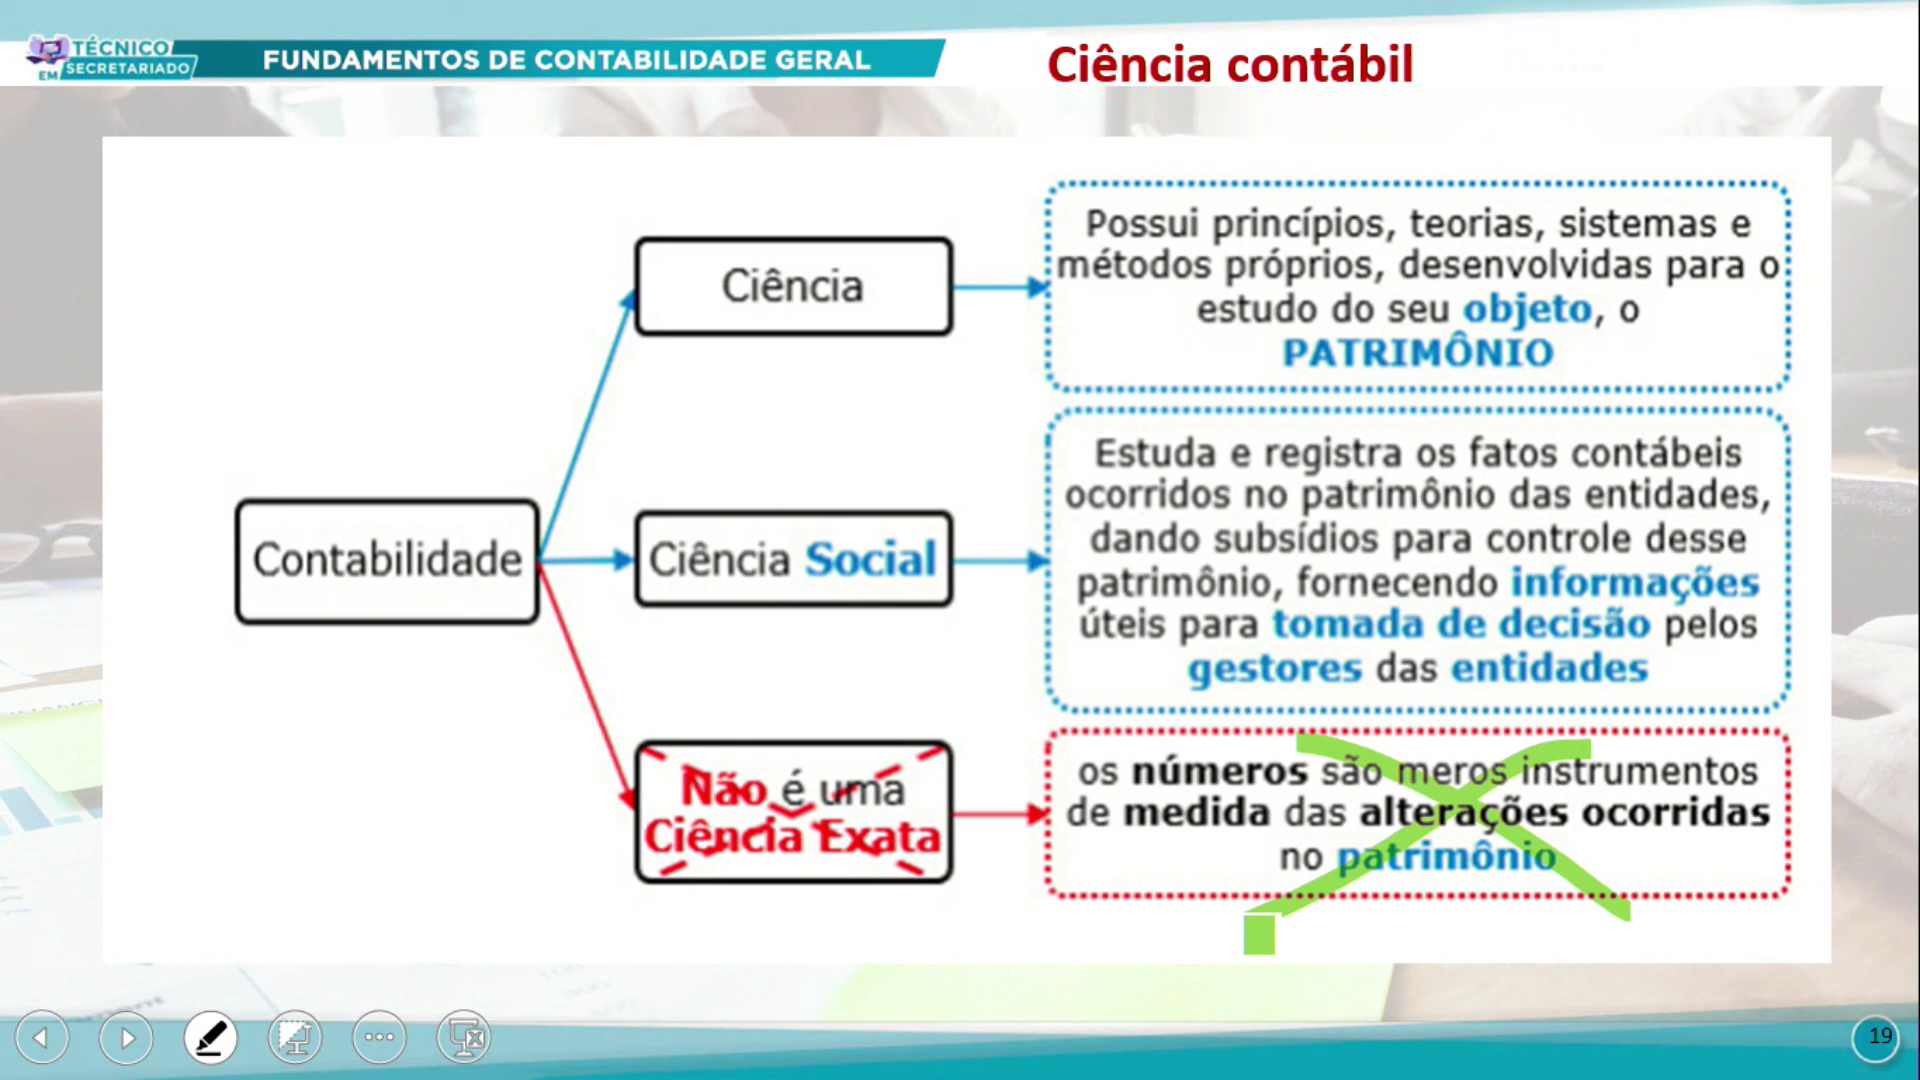 TÉCNICO
EM SECRETARIADO
FUNDAMENTOS DE CONTABILIDADE GERAL
Ciência contábil
Contabilidade
Ciência
Possui princípios, teorias, sistemas e
métodos próprios, desenvolvidas para o
estudo do seu objeto, o
PATRIMÔNIO
Ciência Social
Estuda e registra os fatos contábeis
ocorridos no patrimônio das entidades,
dando subsídios para controle desse
patrimônio, fornecendo informações
úteis para tomada de decisão pelos
gestores das entidades
Não é uma
Ciência Exata
os números são meros instrumentos
de medida das alterações ocorridas
no patrimônio
19